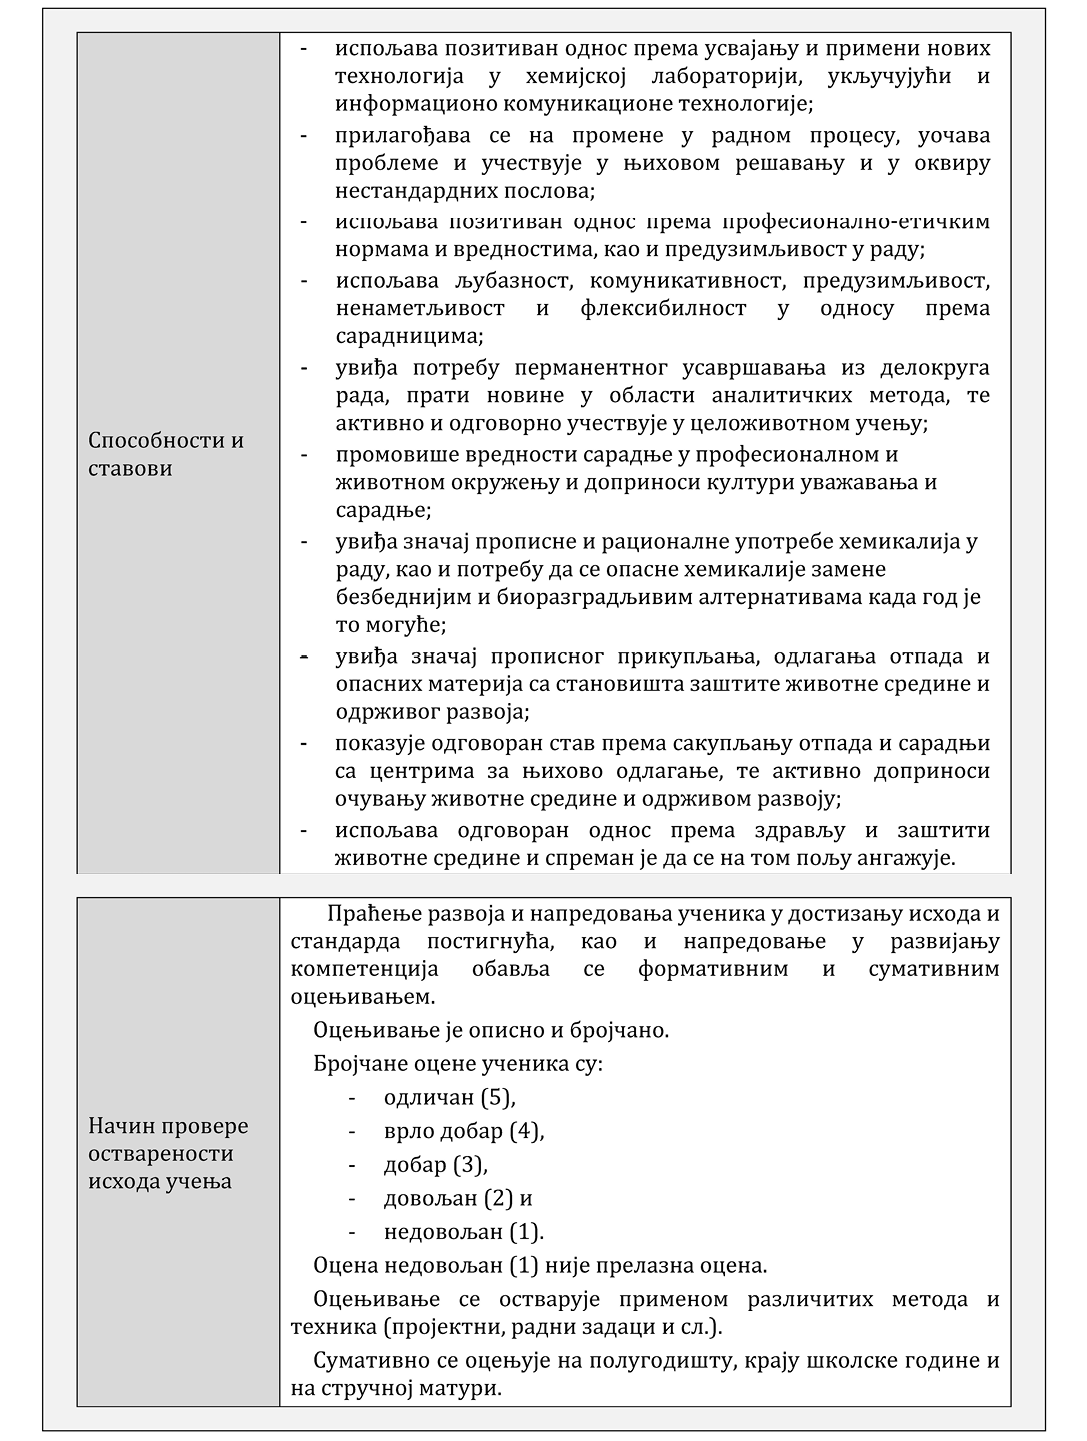 Способности и
ставови
- испољава позитиван однос према усвајању и примени нових
технологија у хемијској лабораторији, укључујући и
информационо комуникационе технологије;
- прилагођава се на промене у радном процесу, уочава
проблеме и учествује у њиховом решавању и у оквиру
нестандардних послова;
- испољава позитиван однос према професионално-етичким
нормама и вредностима, као и предузимљивост у раду;
- испољава љубазност, комуникативност, предузимљивост,
ненаметљивост и флексибилност у односу према
сарадницима;
- увиђа потребу перманентног усавршавања из делокруга
рада, прати новине у области аналитичких метода, те
активно и одговорно учествује у целоживотном учењу;
- промовише вредности сарадње у професионалном и
животном окружењу и доприноси култури уважавања и
сарадње;
- увиђа значај прописне и рационалне употребе хемикалија у
раду, као и потребу да се опасне хемикалије замене
безбеднијим и биоразградљивим алтернативама када год је
то могуће;
- увиђа значај прописног прикупљања, одлагања отпада и
опасних материја са становишта заштите животне средине и
одрживог развоја;
- показује одговоран став према сакупљању отпада и сарадњи
са центрима за њихово одлагање, те активно доприноси
очувању животне средине и одрживом развоју;
- испољава одговоран однос према здрављу и заштити
животне средине и спреман је да се на том пољу ангажује.
Начин провере
остварености
исхода учења
Праћење развоја и напредовања ученика у достизању исхода и
стандарда постигнућа, као и напредовање у развијању
компетенција обавља се формативним и сумативним
оцењивањем.
Оцењивање је описно и бројчано.
Бројчане оцене ученика су:
- одличан (5),
- врло добар (4),
- добар (3),
- довољан (2) и
- недовољан (1).
Оцена недовољан (1) није прелазна оцена.
Оцењивање се остварује применом различитих метода и
техника (пројектни, радни задаци и сл.).
Сумативно се оцењује на полугодишту, крају школске године и
на стручној матури.